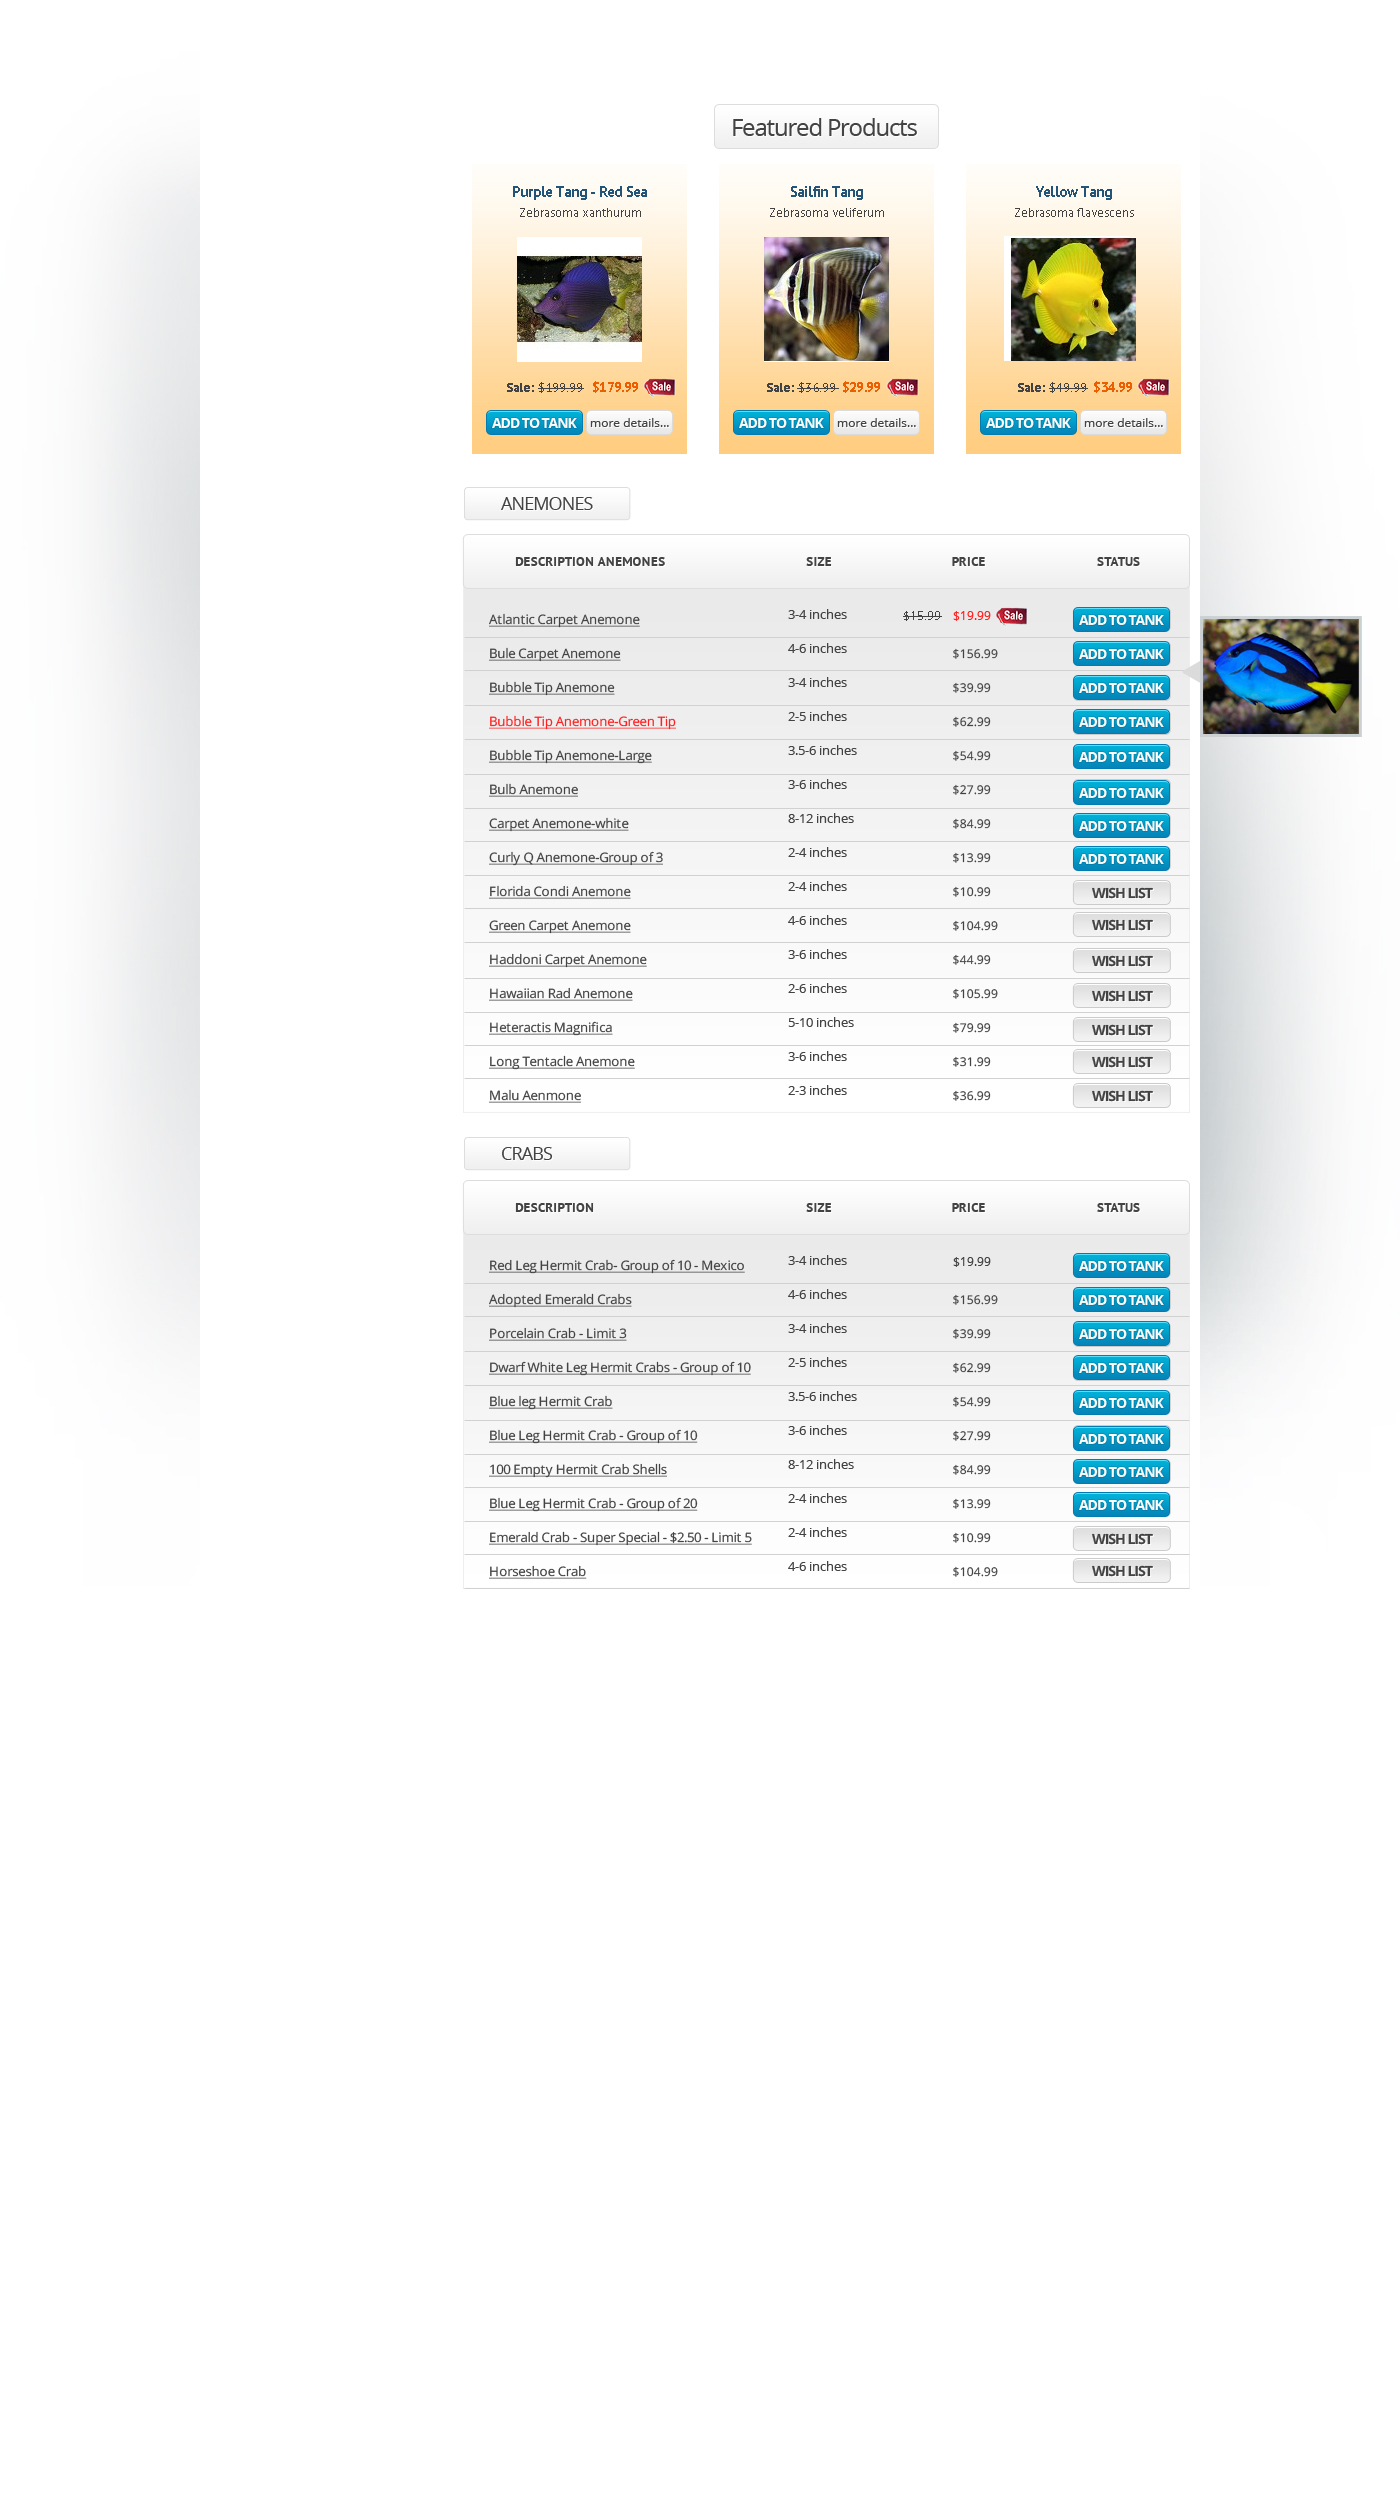 Featured Products
Purple Tang - Red Sea
Zebrasoma xanthurum
Sale: $199.99 $179.99 Sale
ADD TO TANK more details...
Sailfin Tang
Zebrasoma veliferum
Sale: $36.99 $29.99 Sale
ADD TO TANK more details...
Yellow Tang
Zebrasoma flavescens
Sale: $49.99 $34.99 Sale
ADD TO TANK more details...
ANEMONES
DESCRIPTION ANEMONES SIZE PRICE STATUS
Atlantic Carpet Anemone 3-4 inches $15.99 $19.99 Sale ADD TO TANK
Bule Carpet Anemone 4-6 inches $156.99 ADD TO TANK
Bubble Tip Anemone 3-4 inches $39.99 ADD TO TANK
Bubble Tip Anemone-Green Tip 2-5 inches $62.99 ADD TO TANK
Bubble Tip Anemone-Large 3.5-6 inches $54.99 ADD TO TANK
Bulb Anemone 3-6 inches $27.99 ADD TO TANK
Carpet Anemone-white 8-12 inches $84.99 ADD TO TANK
Curly Q Anemone-Group of 3 2-4 inches $13.99 ADD TO TANK
Florida Condi Anemone 2-4 inches $10.99 WISH LIST
Green Carpet Anemone 4-6 inches $104.99 WISH LIST
Haddoni Carpet Anemone 3-6 inches $44.99 WISH LIST
Hawaiian Rad Anemone 2-6 inches $105.99 WISH LIST
Heteractis Magnifica 5-10 inches $79.99 WISH LIST
Long Tentacle Anemone 3-6 inches $31.99 WISH LIST
Malu Aenmone 2-3 inches $36.99 WISH LIST
CRABS
DESCRIPTION SIZE PRICE STATUS
Red Leg Hermit Crab- Group of 10 - Mexico 3-4 inches $19.99 ADD TO TANK
Adopted Emerald Crabs 4-6 inches $156.99 ADD TO TANK
Porcelain Crab - Limit 3 3-4 inches $39.99 ADD TO TANK
Dwarf White Leg Hermit Crabs - Group of 10 2-5 inches $62.99 ADD TO TANK
Blue leg Hermit Crab 3.5-6 inches $54.99 ADD TO TANK
Blue Leg Hermit Crab - Group of 10 3-6 inches $27.99 ADD TO TANK
100 Empty Hermit Crab Shells 8-12 inches $84.99 ADD TO TANK
Blue Leg Hermit Crab - Group of 20 2-4 inches $13.99 ADD TO TANK
Emerald Crab - Super Special - $2.50 - Limit 5 2-4 inches $10.99 WISH LIST
Horseshoe Crab 4-6 inches $104.99 WISH LIST